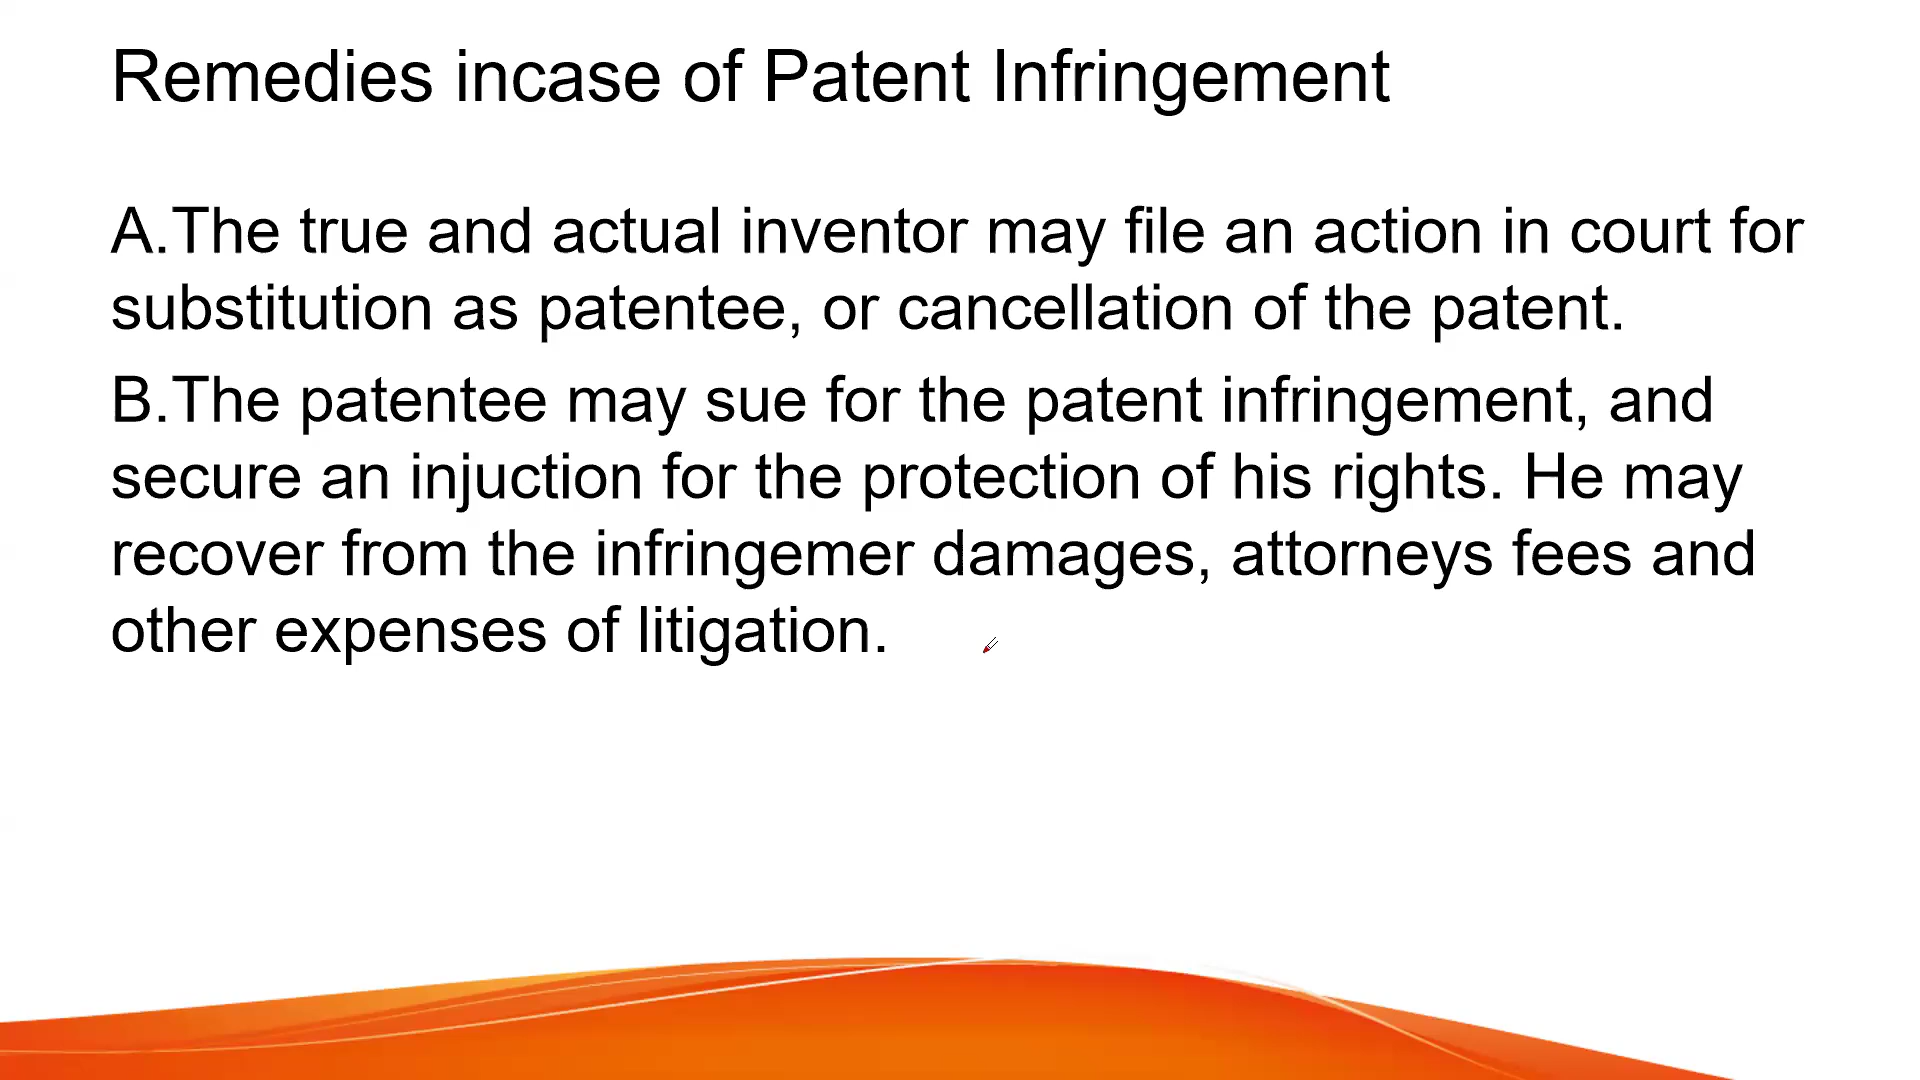 Remedies incase of Patent Infringement
A.The true and actual inventor may file an action in court for
substitution as patentee, or cancellation of the patent.
B.The patentee may sue for the patent infringement, and
secure an injuction for the protection of his rights. He may
recover from the infringemer damages, attorneys fees and
other expenses of litigation.